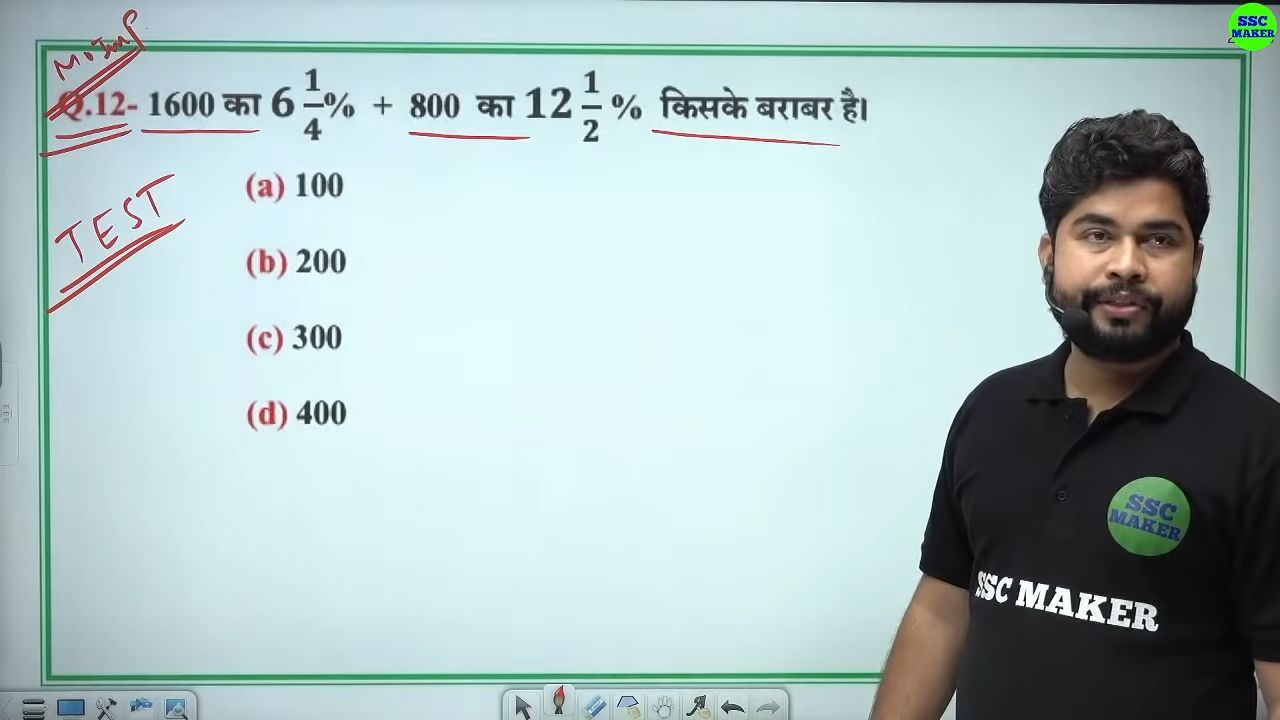 SSC
MAKER
Q.12- 1600 का 6 1/4 % + 800 का 12 1/2 % किसके बराबर है।
TEST
(a) 100
(b) 200
(c) 300
(d) 400
SSC
MAKER
SSC MAKER